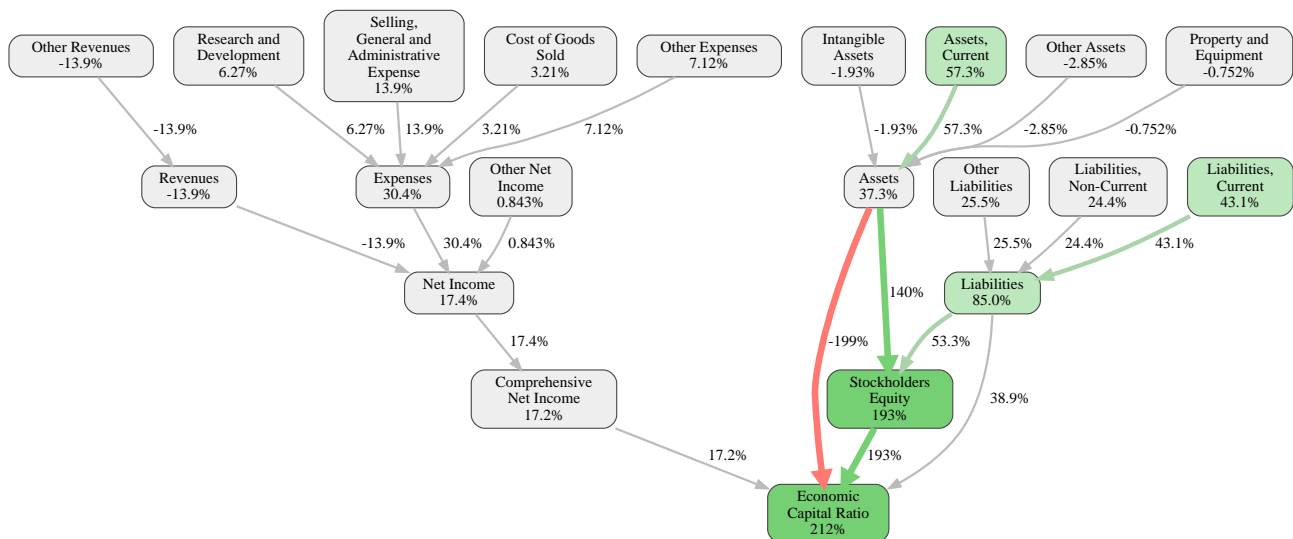 Other Revenues
-13.9%
Research and
Development
6.27%
Selling,
General and
Administrative
Expense
13.9%
Cost of Goods
Sold
3.21%
Other Expenses
7.12%
Intangible
Assets
-1.93%
Assets,
Current
57.3%
Other Assets
-2.85%
Property and
Equipment
-0.752%
-13.9%
6.27%
13.9%
3.21%
7.12%
-1.93%
57.3%
-2.85%
-0.752%
Revenues
-13.9%
Expenses
30.4%
Other Net
Income
0.843%
Assets
37.3%
Other
Liabilities
25.5%
Liabilities,
Non-Current
24.4%
Liabilities,
Current
43.1%
-13.9%
30.4%
0.843%
25.5%
24.4%
43.1%
Net Income
17.4%
140%
Liabilities
85.0%
17.4%
-199%
53.3%
Comprehensive
Net Income
17.2%
Stockholders
Equity
193%
38.9%
17.2%
193%
Economic
Capital Ratio
212%